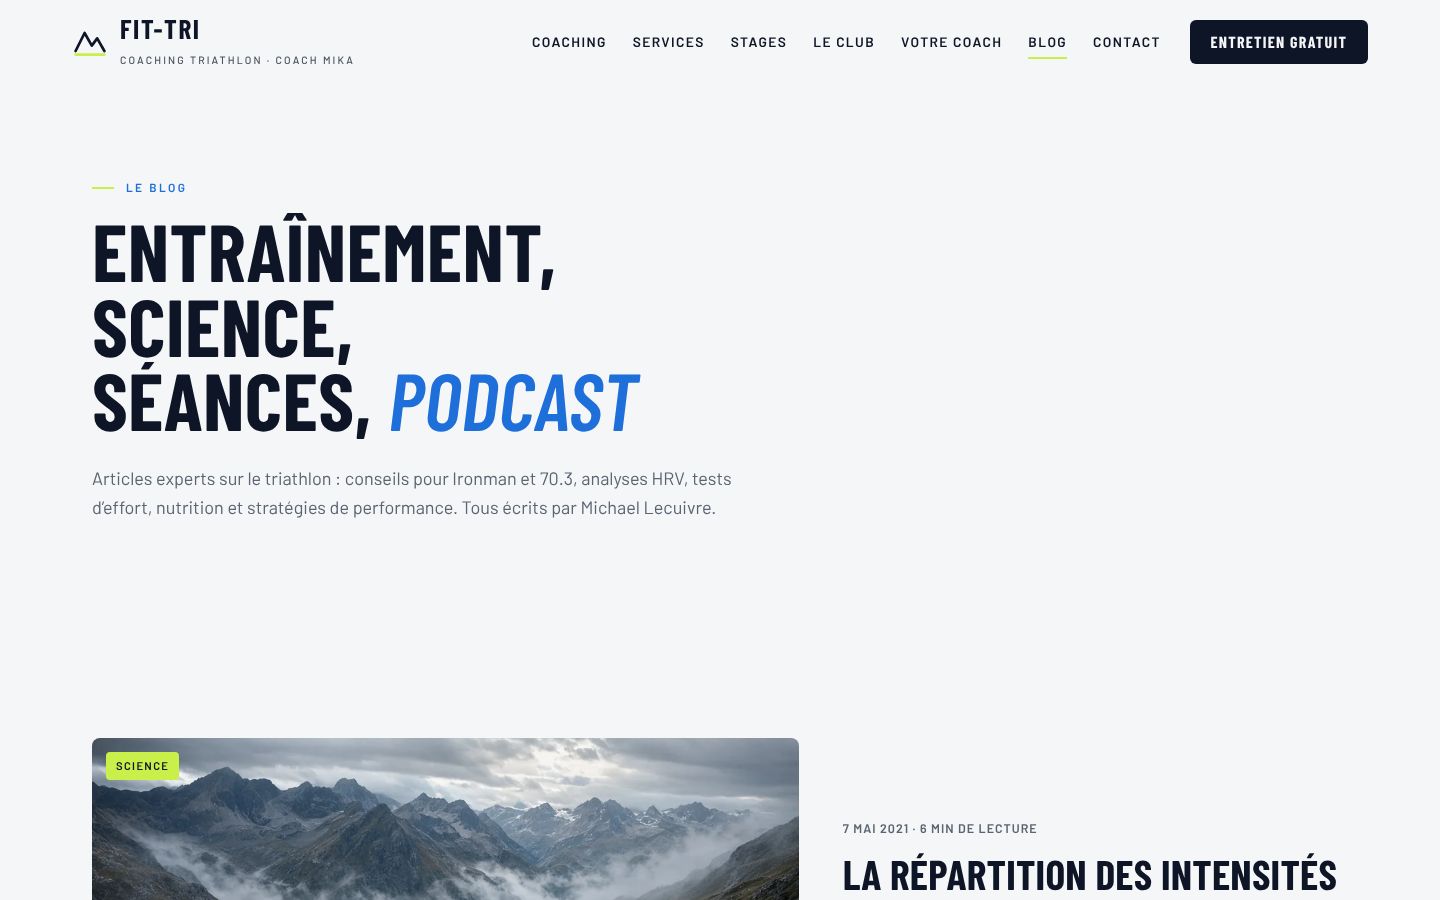 FIT-TRI
COACHING TRIATHLON · COACH MIKA
COACHING
SERVICES
STAGES
LE CLUB
VOTRE COACH
BLOG
CONTACT
ENTRETIEN GRATUIT
LE BLOG
ENTRAÎNEMENT,
SCIENCE,
SÉANCES, PODCAST
Articles experts sur le triathlon : conseils pour Ironman et 70.3, analyses HRV, tests
d’effort, nutrition et stratégies de performance. Tous écrits par Michael Lecuivre.
SCIENCE
7 MAI 2021 · 6 MIN DE LECTURE
LA RÉPARTITION DES INTENSITÉS